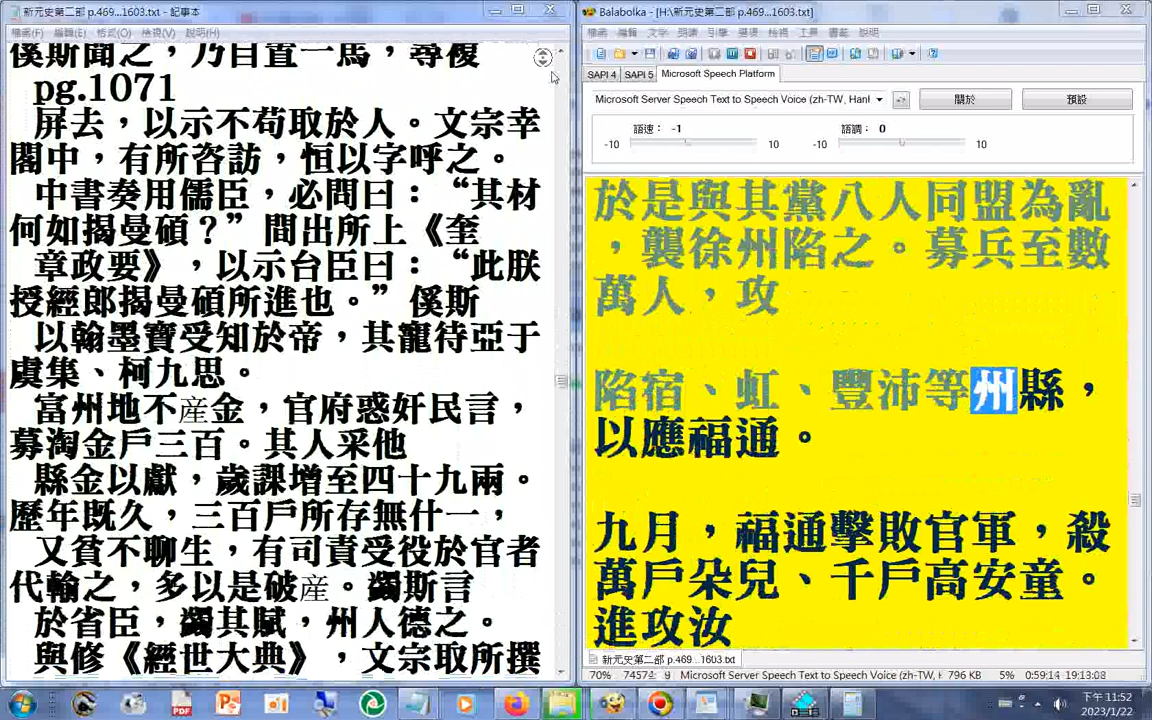 新元史第二部 p.469...1603.txt - 記事本
檔案(F) 編輯(E) 格式(O) 檢視(V) 說明(H)
傒斯聞之，乃自置一馬，尋複
pg.1071
屏去，以示不苟取於人。文宗幸
閣中，有所咨訪，恒以字呼之。
中書奏用儒臣，必問曰：“其材
何如揭曼碩？”間出所上《奎
章政要》，以示台臣曰：“此朕
授經郎揭曼碩所進也。”傒斯
以翰墨寶受知於帝，其寵待亞于
虞集、柯九思。
富州地不産金，官府惑奸民言，
募淘金戶三百。其人采他
縣金以獻，歲課增至四十九兩。
歷年既久，三百戶所存無什一，
又貧不聊生，有司責受役於官者
代輸之，多以是破産。斯言
於省臣，蠲其賦，州人德之。
與修《經世大典》，文宗取所撰
Balabolka - [H:\新元史第二部 p.469...1603.txt]
檔案 編輯 文字 朗讀 引擎 選項 檢視 工具 書籤 說明
SAPI 4 SAPI 5 Microsoft Speech Platform
Microsoft Server Speech Text to Speech Voice (zh-TW, Hanl
關於
預設
語速： -1
語調： 0
-10 10 -10 10
於是與其黨八人同盟為亂
，襲徐州陷之。募兵至數
萬人，攻
陷宿、虹、豐沛等州縣，
以應福通。
九月，福通擊敗官軍，殺
萬戶朵兒、千戶高安童。
進攻汝
新元史第二部 p.469...1603.txt
70% Microsoft Server Speech Text to Speech Voice (zh-TW, H 796 KB 5% 0:59:14 - 19:13:08
下午 11:52
2023/1/22